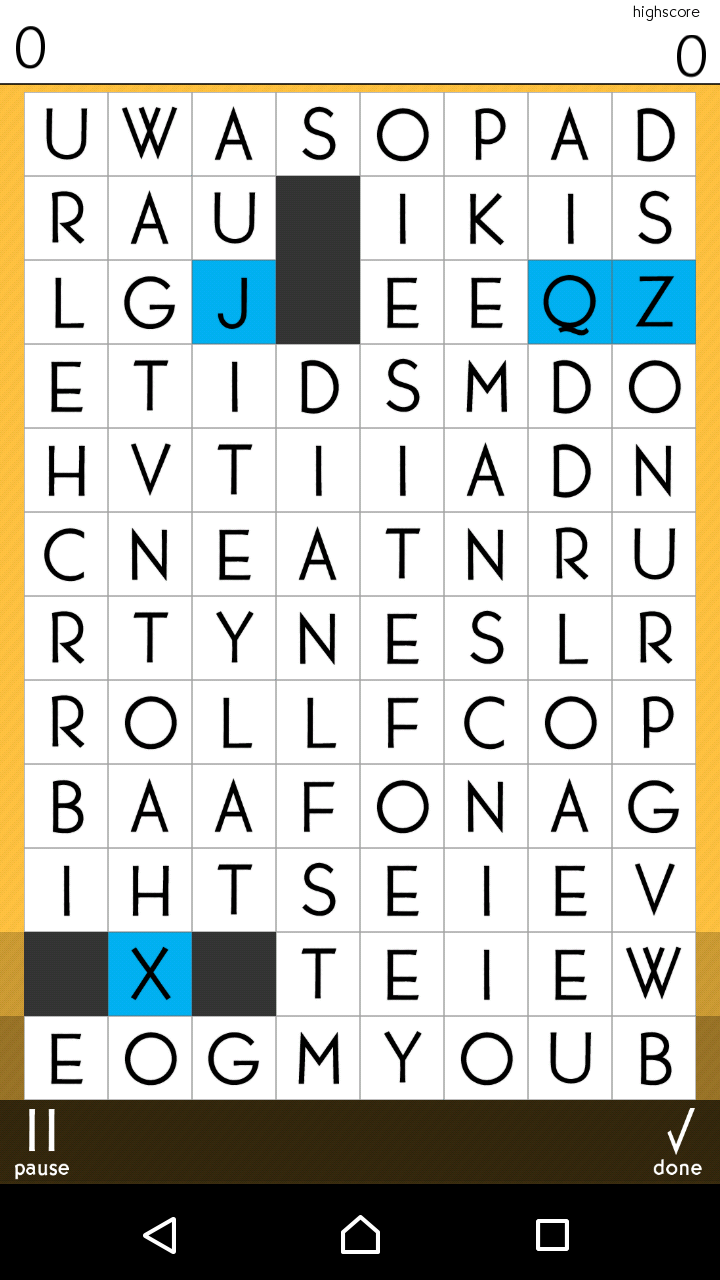 highscore
0 0
U W A S O P A D
R A U I K I S
L G J E E Q Z
E T I D S M D O
H V T I I A D N
C N E A T N R U
R T Y N E S L R
R O L L F C O P
B A A F O N A G
I H T S E I E V
X T E I E W
E O G M Y O U B
pause done